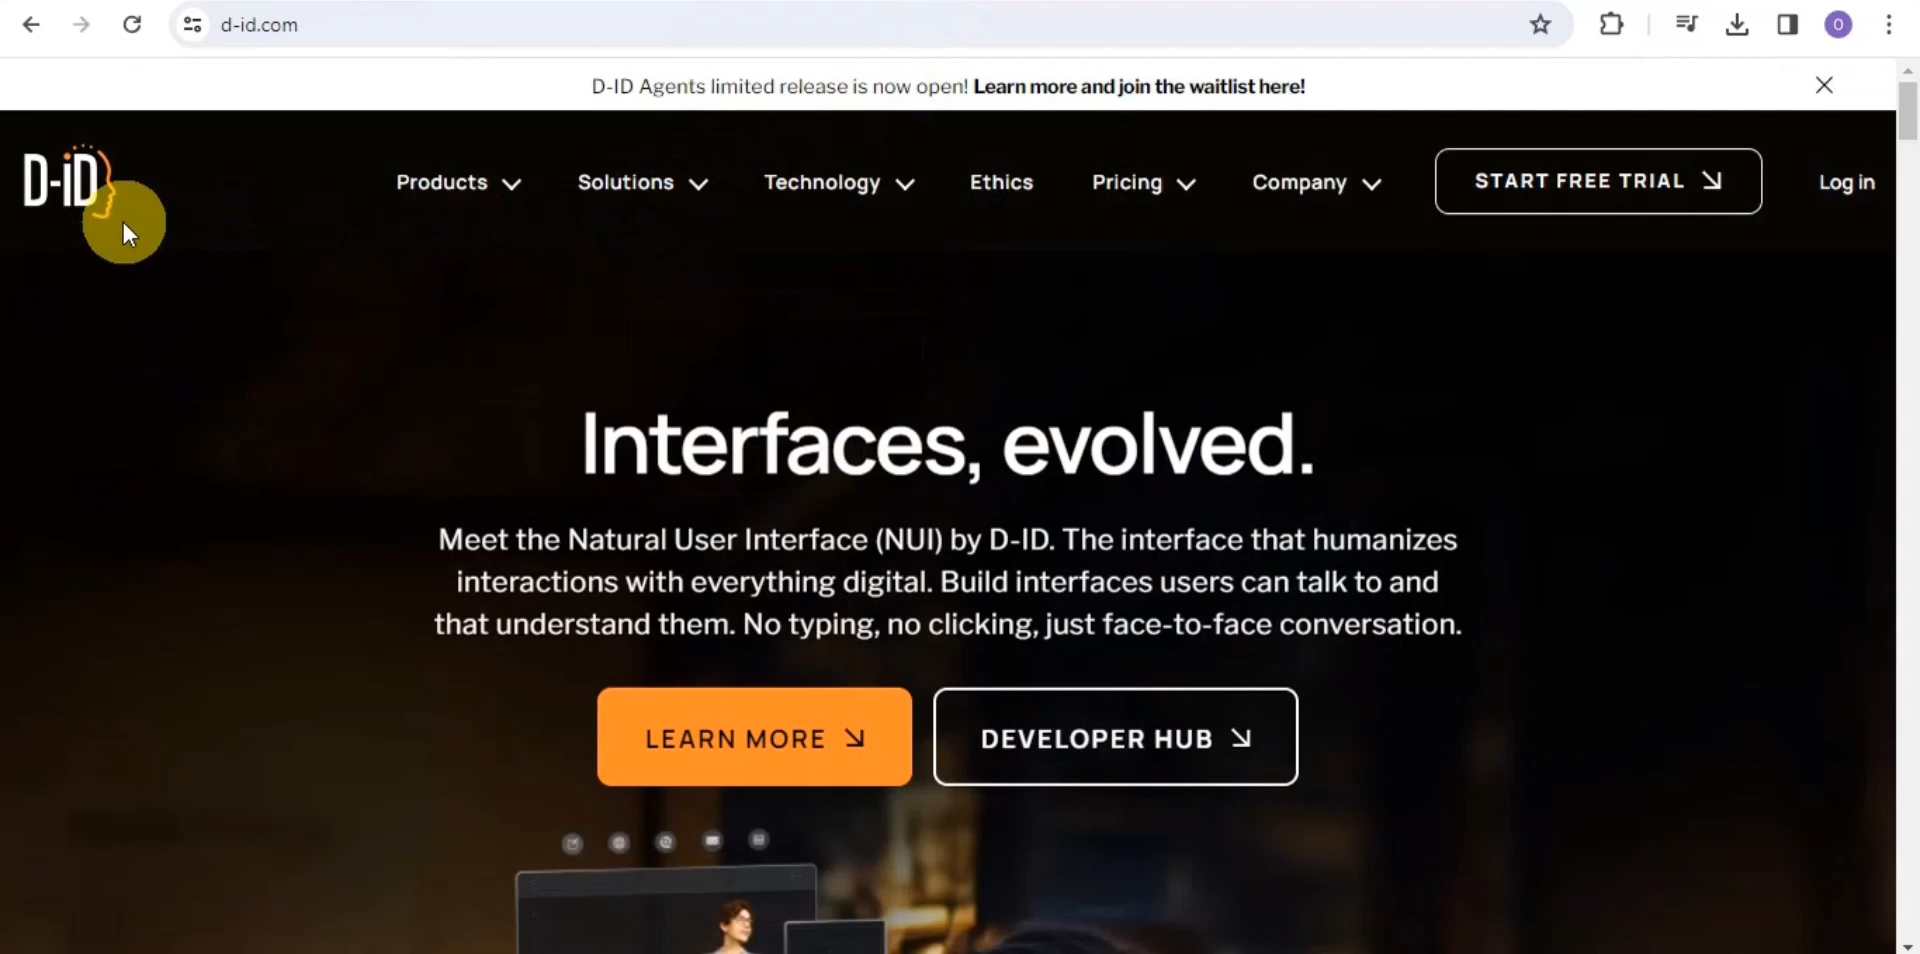 d-id.com
O
D-ID Agents limited release is now open! Learn more and join the waitlist here!
D-iD
Products
Solutions
Technology
Ethics
Pricing
Company
START FREE TRIAL
Log in
Interfaces, evolved.
Meet the Natural User Interface (NUI) by D-ID. The interface that humanizes
interactions with everything digital. Build interfaces users can talk to and
that understand them. No typing, no clicking, just face-to-face conversation.
LEARN MORE
DEVELOPER HUB